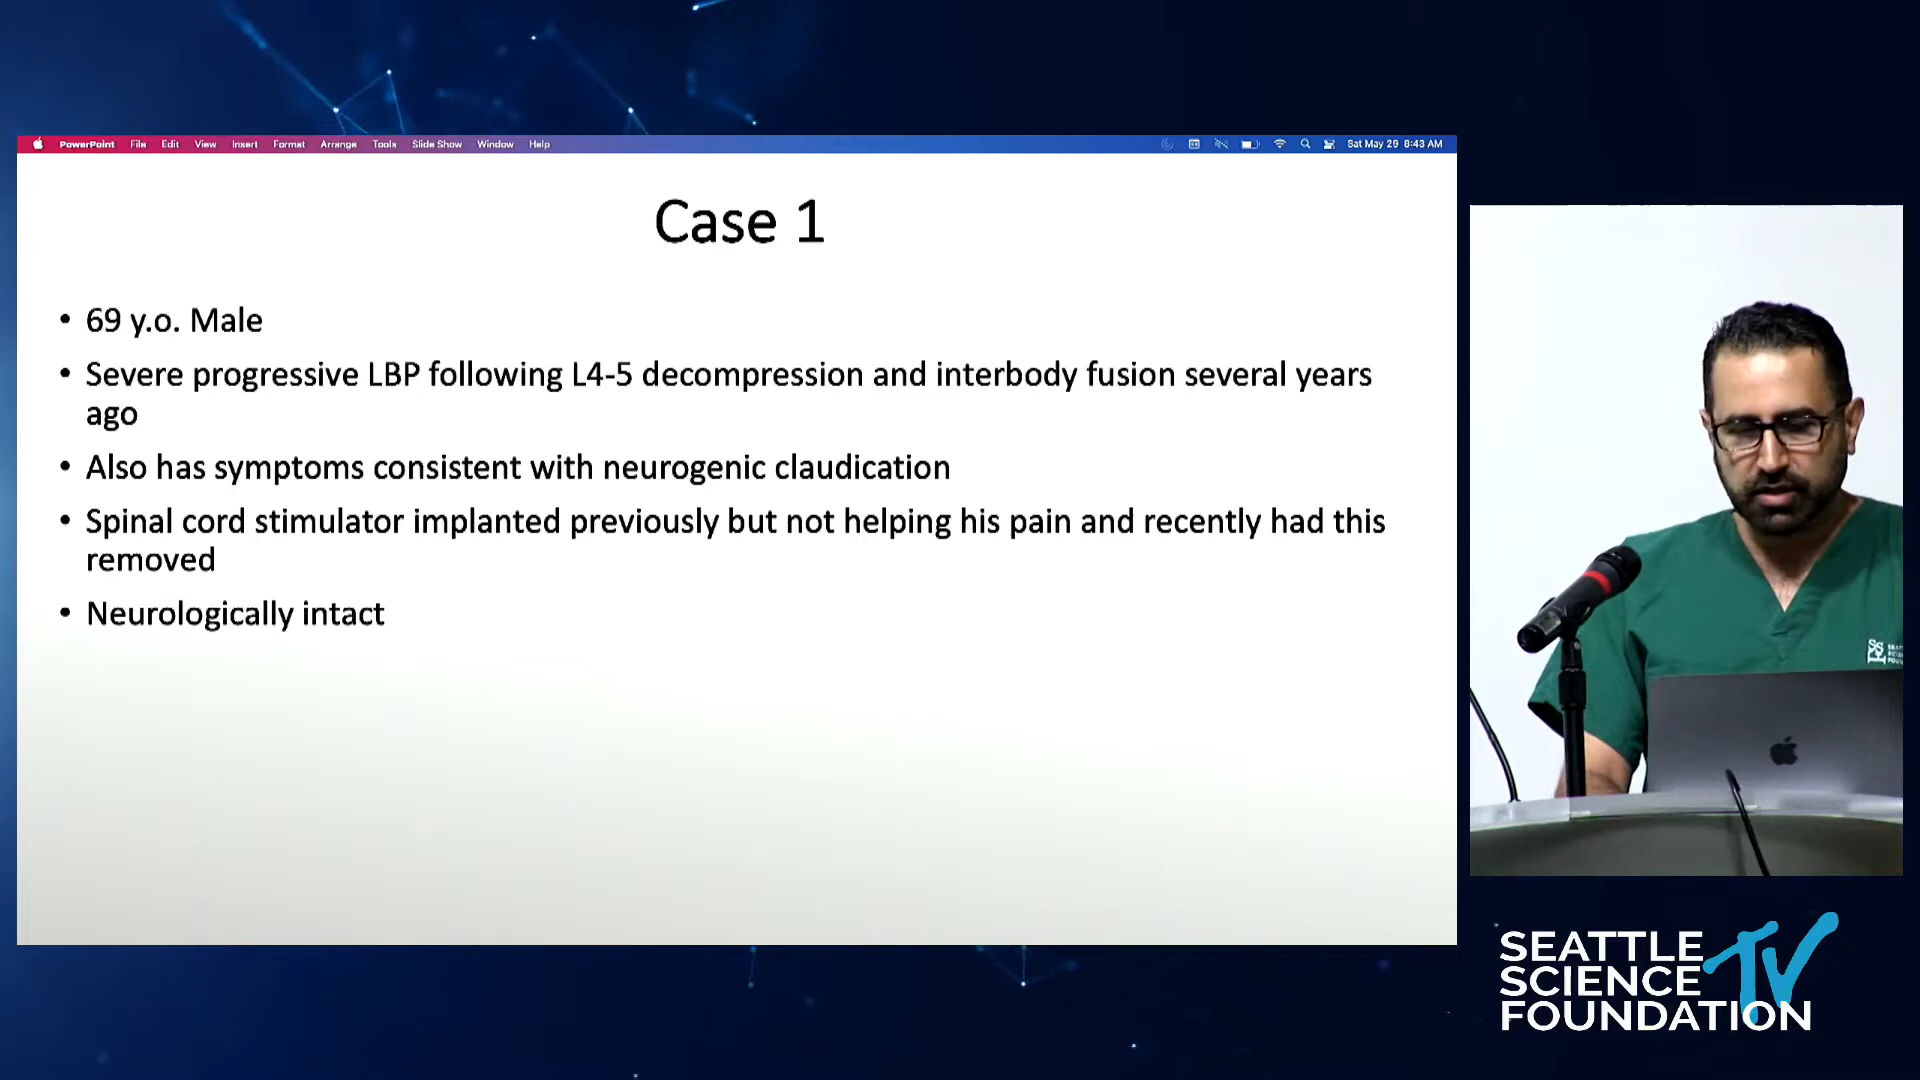 PowerPoint File Edit View Insert Format Arrange Tools Slide Show Window Help Sat May 29 8:43 AM
Case 1
• 69 y.o. Male
• Severe progressive LBP following L4-5 decompression and interbody fusion several years
ago
• Also has symptoms consistent with neurogenic claudication
• Spinal cord stimulator implanted previously but not helping his pain and recently had this
removed
• Neurologically intact
SEATTLE
SCIENCE TV
FOUNDATION